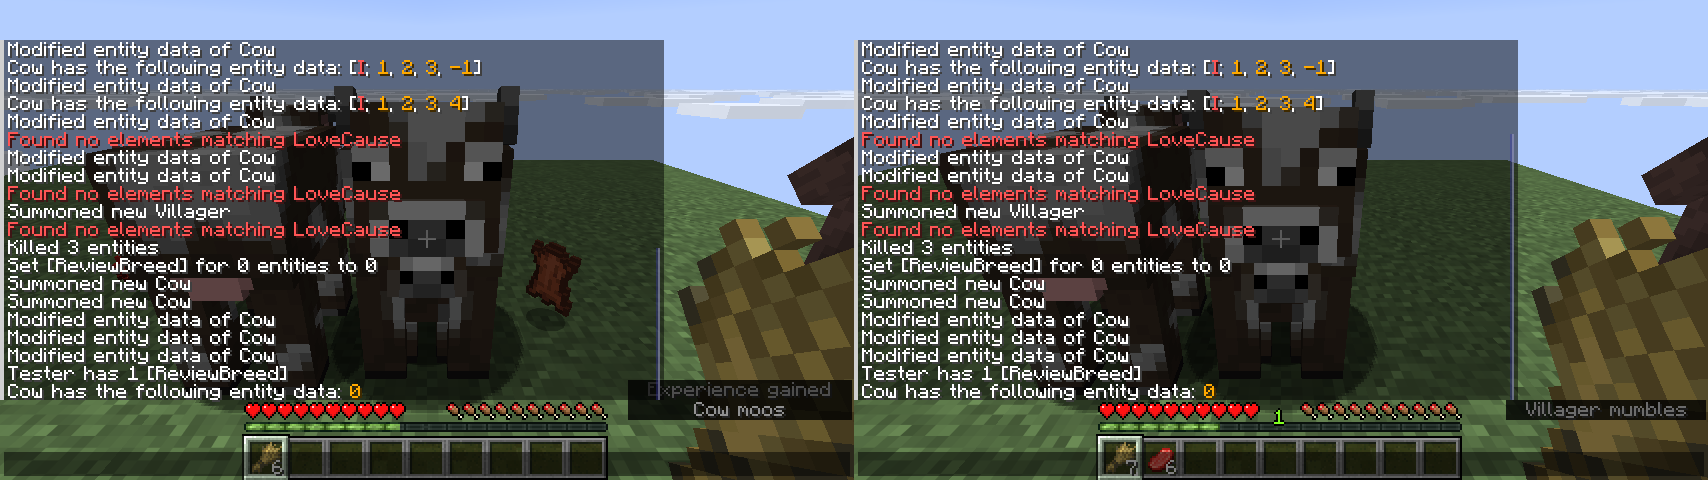 Modified entity data of Cow
Cow has the following entity data: [I; 1, 2, 3, -1]
Modified entity data of Cow
Cow has the following entity data: [I; 1, 2, 3, 4]
Modified entity data of Cow
Found no elements matching LoveCause
Modified entity data of Cow
Modified entity data of Cow
Found no elements matching LoveCause
Summoned new Villager
Found no elements matching LoveCause
Killed 3 entities
Set [ReviewBreed] for 0 entities to 0
Summoned new Cow
Summoned new Cow
Modified entity data of Cow
Modified entity data of Cow
Modified entity data of Cow
Tester has 1 [ReviewBreed]
Cow has the following entity data: 0
Experience gained
Cow moos
6
Modified entity data of Cow
Cow has the following entity data: [I; 1, 2, 3, -1]
Modified entity data of Cow
Cow has the following entity data: [I; 1, 2, 3, 4]
Modified entity data of Cow
Found no elements matching LoveCause
Modified entity data of Cow
Modified entity data of Cow
Found no elements matching LoveCause
Summoned new Villager
Found no elements matching LoveCause
Killed 3 entities
Set [ReviewBreed] for 0 entities to 0
Summoned new Cow
Summoned new Cow
Modified entity data of Cow
Modified entity data of Cow
Modified entity data of Cow
Tester has 1 [ReviewBreed]
Cow has the following entity data: 0
Villager mumbles
1
7 6